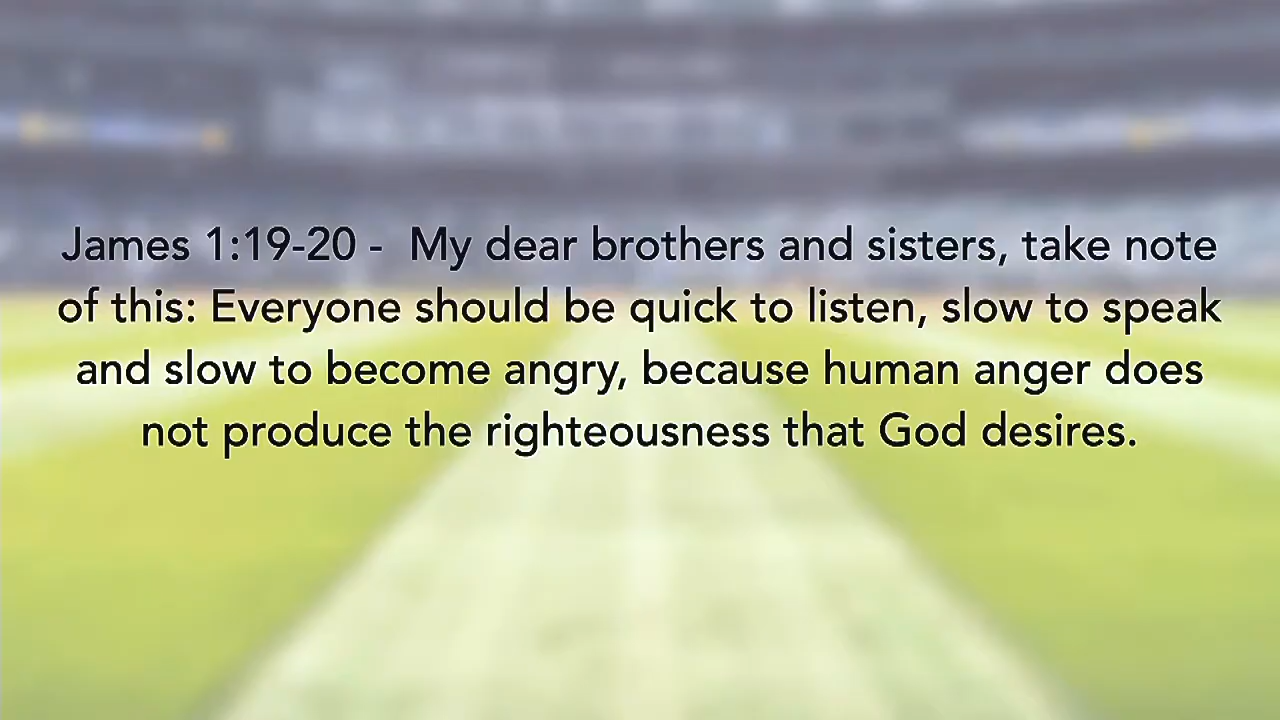 James 1:19-20 -  My dear brothers and sisters, take note
of this: Everyone should be quick to listen, slow to speak
and slow to become angry, because human anger does
not produce the righteousness that God desires.